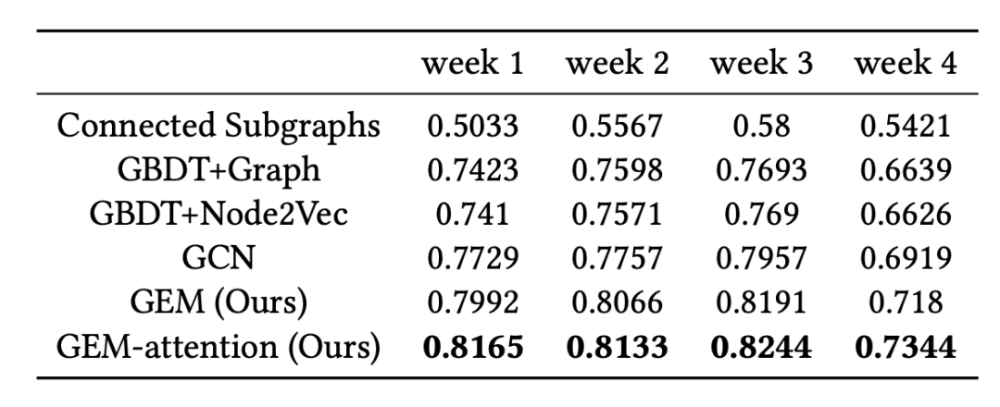 week 1 week 2 week 3 week 4
Connected Subgraphs 0.5033 0.5567 0.58 0.5421
GBDT+Graph 0.7423 0.7598 0.7693 0.6639
GBDT+Node2Vec 0.741 0.7571 0.769 0.6626
GCN 0.7729 0.7757 0.7957 0.6919
GEM (Ours) 0.7992 0.8066 0.8191 0.718
GEM-attention (Ours) 0.8165 0.8133 0.8244 0.7344